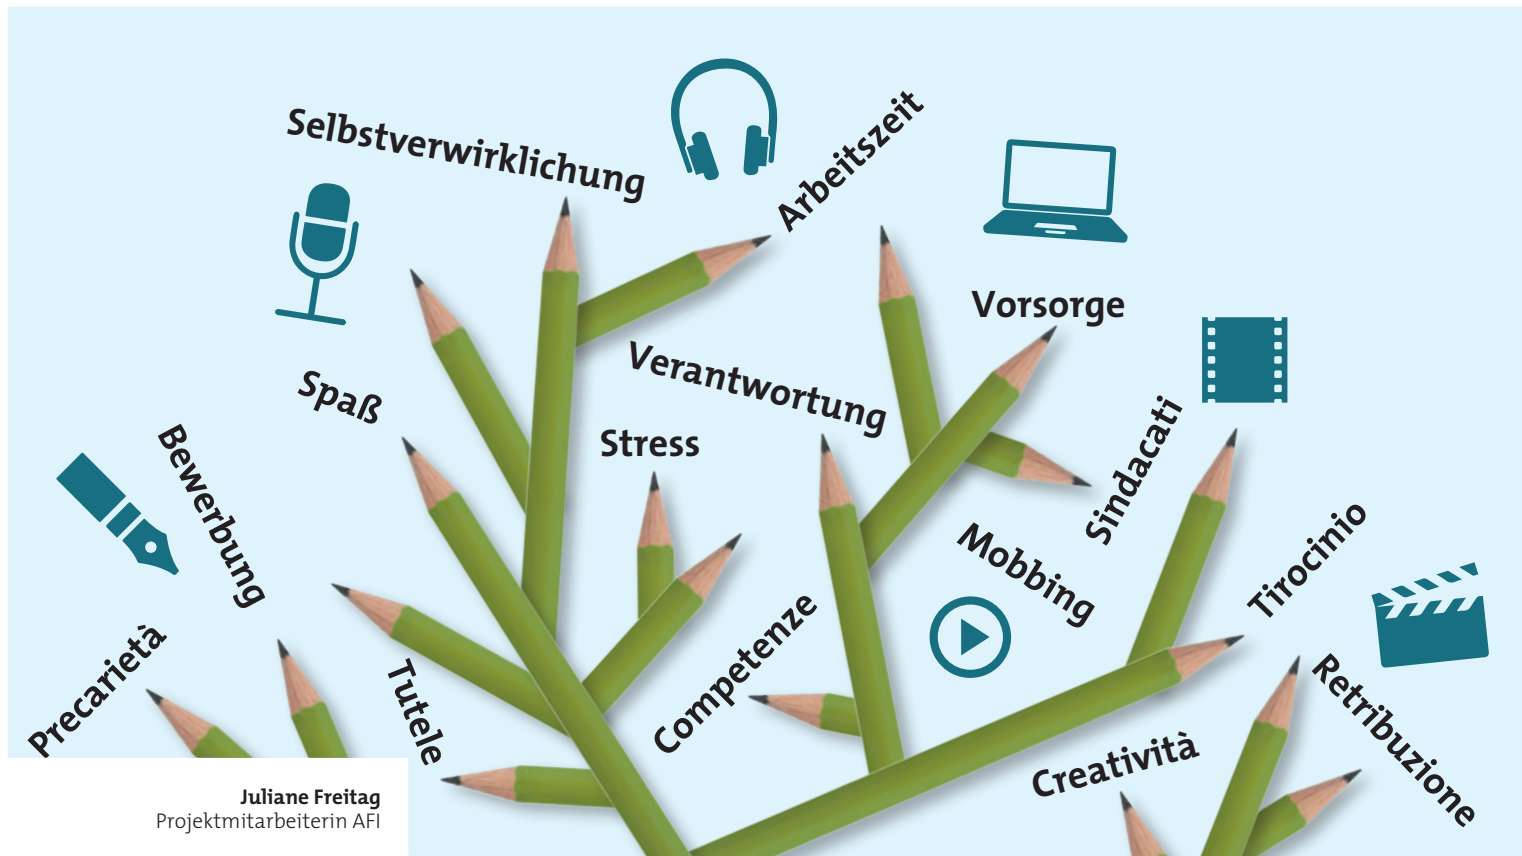 Selbstverwirklichung
Arbeitszeit
Vorsorge
Verantwortung
Spaß
Stress
Sindacati
Bewerbung
Mobbing
Tirocinio
Competenze
Precarietà
Tutele
Retribuzione
Creatività
Juliane Freitag
Projektmitarbeiterin AFI